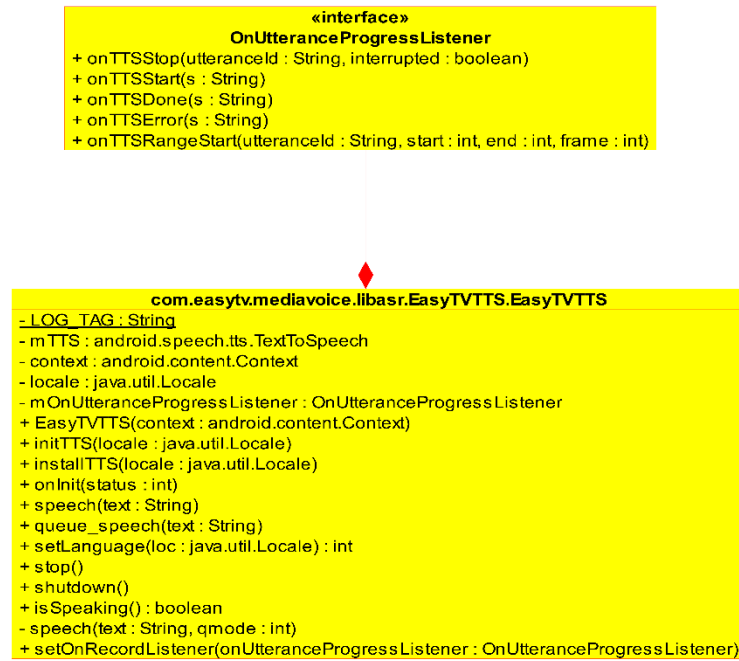 «interface»
OnUtteranceProgressListener
+ onTTSStop(utteranceId : String, interrupted : boolean)
+ onTTSStart(s : String)
+ onTTSDone(s : String)
+ onTTSError(s : String)
+ onTTSRangeStart(utteranceId : String, start : int, end : int, frame : int)
com.easytv.mediavoice.libasr.EasyTVTTS.EasyTVTTS
- LOG_TAG : String
- mTTS : android.speech.tts.TextToSpeech
- context : android.content.Context
- locale : java.util.Locale
- mOnUtteranceProgressListener : OnUtteranceProgressListener
+ EasyTVTTS(context : android.content.Context)
+ initTTS(locale : java.util.Locale)
+ installTTS(locale : java.util.Locale)
+ onInit(status : int)
+ speech(text : String)
+ queue_speech(text : String)
+ setLanguage(loc : java.util.Locale) : int
+ stop()
+ shutdown()
+ isSpeaking() : boolean
- speech(text : String, qmode : int)
+ setOnRecordListener(onUtteranceProgressListener : OnUtteranceProgressListener)